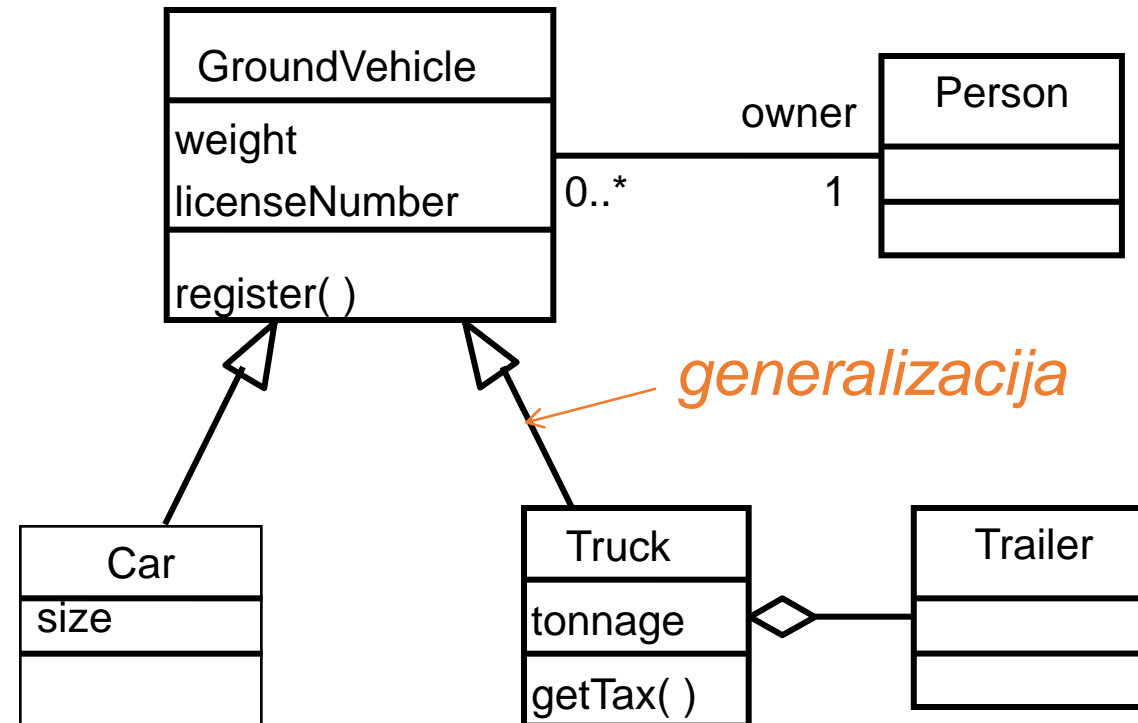 GroundVehicle
weight
licenseNumber
register( )
owner
0..*
1
Person
generalizacija
Car
size
Truck
tonnage
getTax( )
Trailer